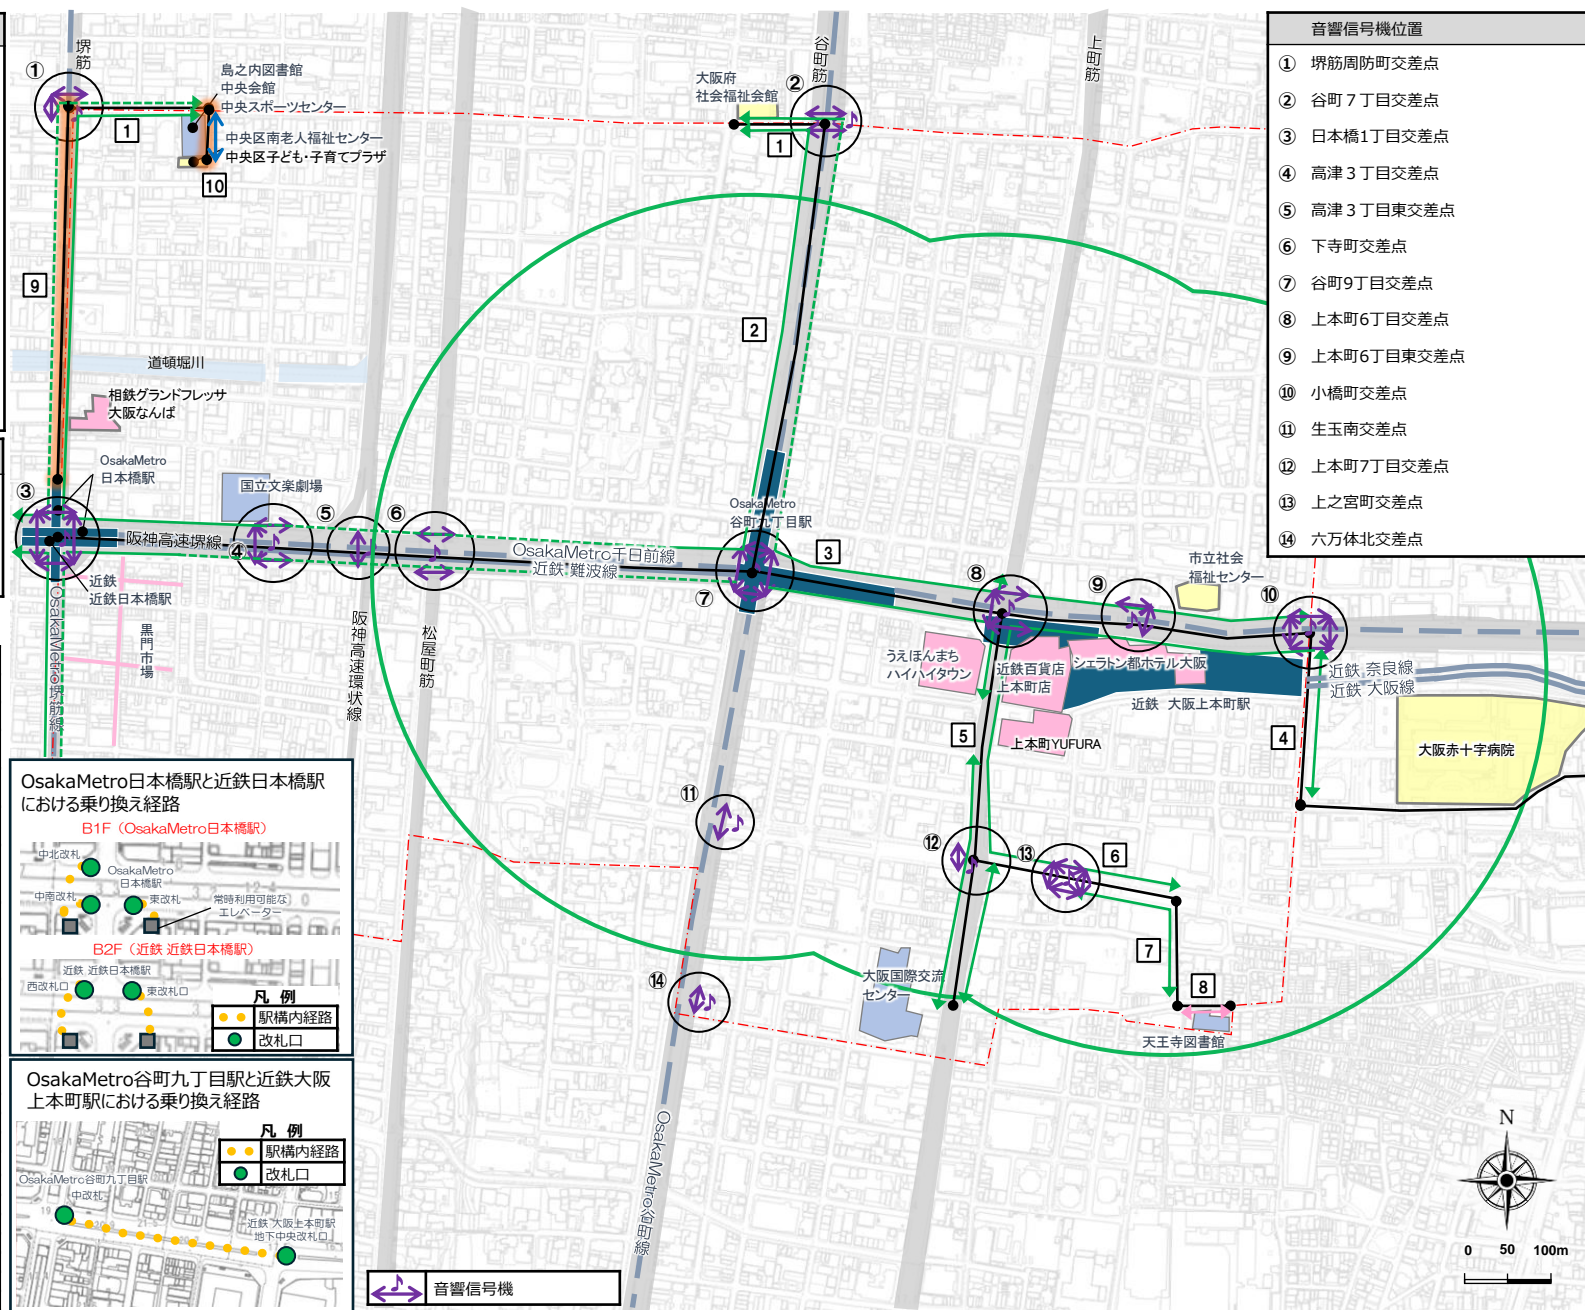 音響信号機位置
① 堺筋周防町交差点
② 谷町７丁目交差点
③ 日本橋1丁目交差点
④ 高津３丁目交差点
⑤ 高津３丁目東交差点
⑥ 下寺町交差点
⑦ 谷町9丁目交差点
⑧ 上本町6丁目交差点
⑨ 上本町6丁目東交差点
⑩ 小橋町交差点
⑪ 生玉南交差点
⑫ 上本町7丁目交差点
⑬ 上之宮町交差点
⑭ 六万体北交差点
堺筋
谷町筋
上町筋
①
島之内図書館
中央会館
中央スポーツセンター
1
中央区南老人福祉センター
中央区子ども・子育てプラザ
10
大阪府
社会福祉会館
②
1
9
2
道頓堀川
相鉄グランドフレッサ
大阪なんば
OsakaMetro
日本橋駅
③
国立文楽劇場
⑤
⑥
④
阪神高速堺線
近鉄
近鉄日本橋駅
OsakaMetro千日前線
近鉄 難波線
OsakaMetro
谷町九丁目駅
3
⑦
⑧
⑨
市立社会
福祉センター
⑩
OsakaMetro堺筋線
黒門市場
阪神高速環状線
松屋町筋
うえほんまち
ハイハイタウン
近鉄百貨店
上本町店
シェラトン都ホテル大阪
近鉄 大阪上本町駅
近鉄 奈良線
近鉄 大阪線
上本町YUFURA
5
4
大阪赤十字病院
⑪
⑫
⑬
6
7
8
⑭
大阪国際交流
センター
天王寺図書館
OsakaMetro谷町線
OsakaMetro日本橋駅と近鉄日本橋駅
における乗り換え経路
B1F（OsakaMetro日本橋駅）
中北改札
OsakaMetro
日本橋駅
中南改札
東改札
常時利用可能な
エレベーター
B2F（近鉄 近鉄日本橋駅）
近鉄 近鉄日本橋駅
西改札口
東改札口
凡 例
駅構内経路
改札口
OsakaMetro谷町九丁目駅と近鉄大阪
上本町駅における乗り換え経路
凡 例
駅構内経路
改札口
OsakaMetro谷町九丁目駅
中改札
近鉄 大阪上本町駅
地下中央改札口
音響信号機
N
0 50 100m